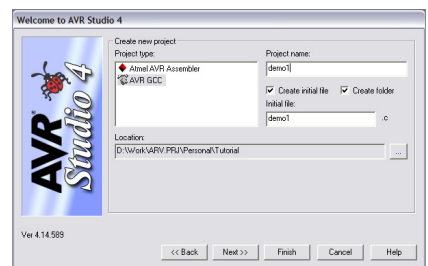 Welcome to AVR Studio 4
Create new project
Project type:
Atmel AVR Assembler
AVR GCC
Project name:
demo1
Create initial file
Create folder
Initial file:
demo1
.c
Location:
D:\Work\ARV.PRJ\Personal\Tutorial
...
AVR
Studio 4
Ver 4.14.589
<< Back
Next >>
Finish
Cancel
Help